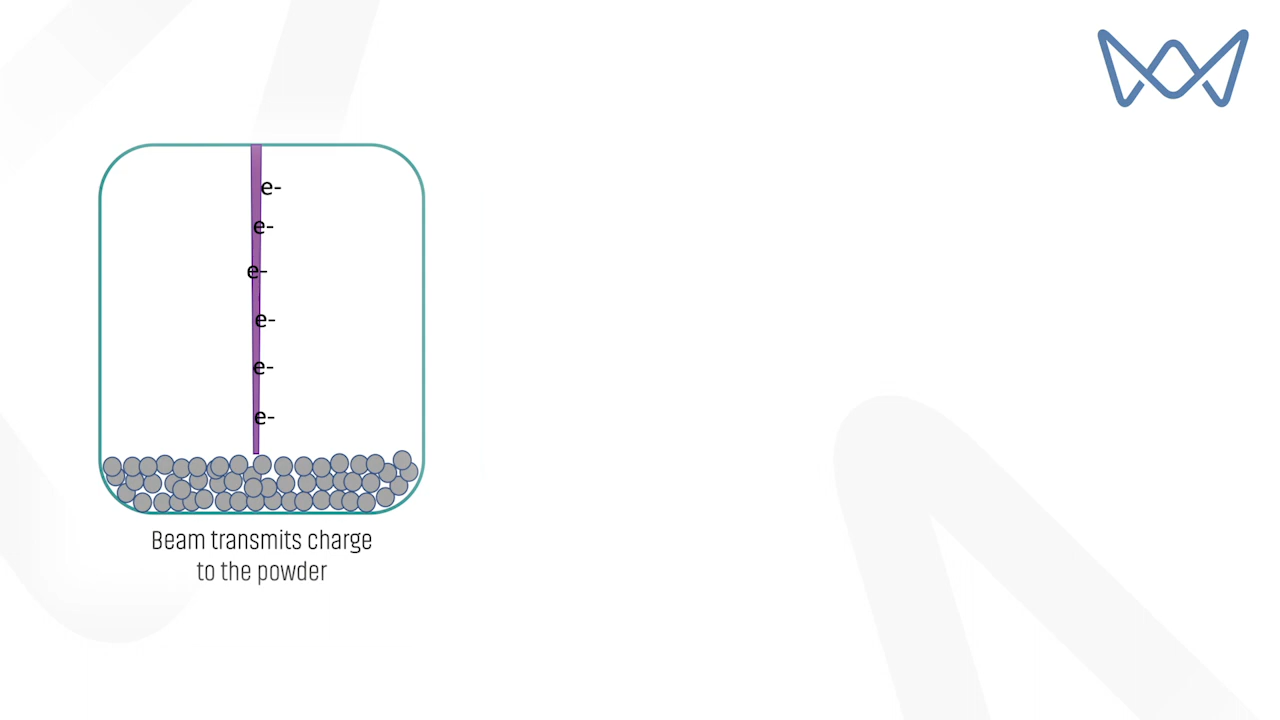 e-
e-
e-
e-
e-
e-
Beam transmits charge
to the powder